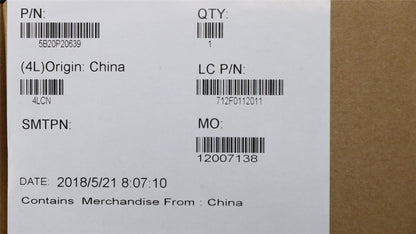 P/N:
QTY:
5B20P20639
1
(4L)Origin: China
LC P/N:
4LCN
712F0112011
SMTPN:
MO:
12007138
DATE: 2018/5/21 8:07:10
Contains Merchandise From : China